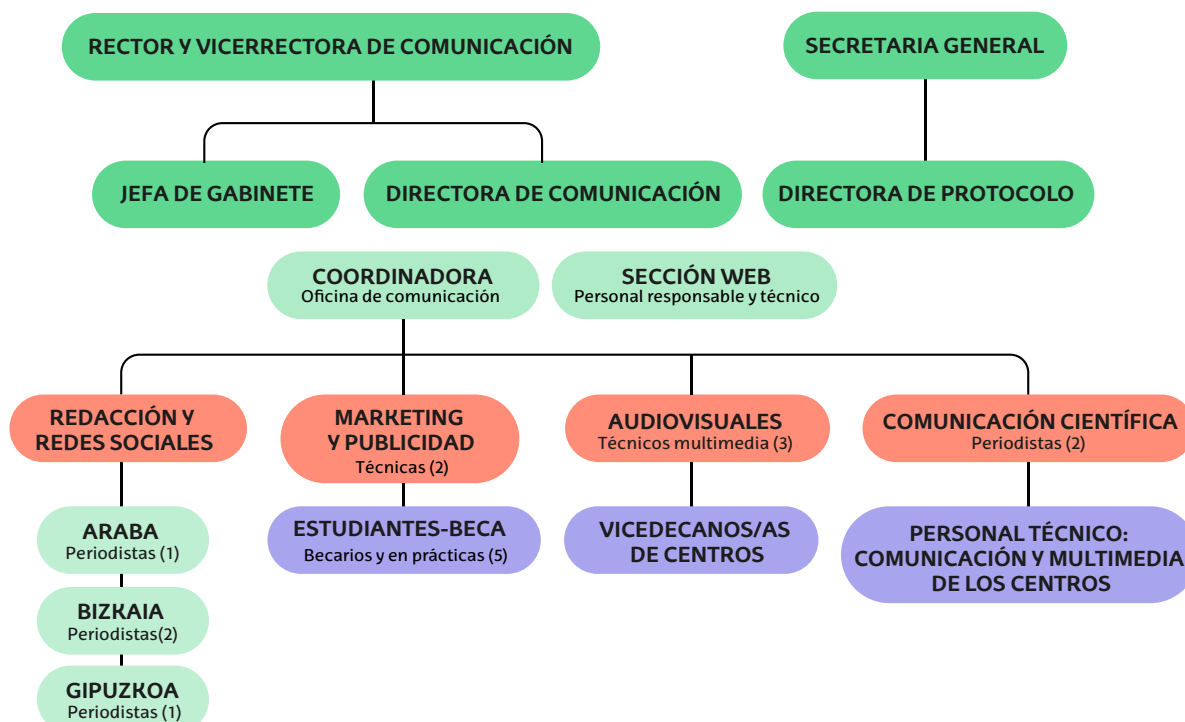 RECTOR Y VICERRECTORA DE COMUNICACIÓN
SECRETARIA GENERAL
JEFA DE GABINETE
DIRECTORA DE COMUNICACIÓN
DIRECTORA DE PROTOCOLO
COORDINADORA
Oficina de comunicación
SECCIÓN WEB
Personal responsable y técnico
REDACCIÓN Y
REDES SOCIALES
MARKETING
Y PUBLICIDAD
Técnicas (2)
AUDIOVISUALES
Técnicos multimedia (3)
COMUNICACIÓN CIENTÍFICA
Periodistas (2)
ARABA
Periodistas (1)
ESTUDIANTES-BECA
Becarios y en prácticas (5)
VICEDECANOS/AS
DE CENTROS
PERSONAL TÉCNICO:
COMUNICACIÓN Y MULTIMEDIA
DE LOS CENTROS
BIZKAIA
Periodistas(2)
GIPUZKOA
Periodistas (1)